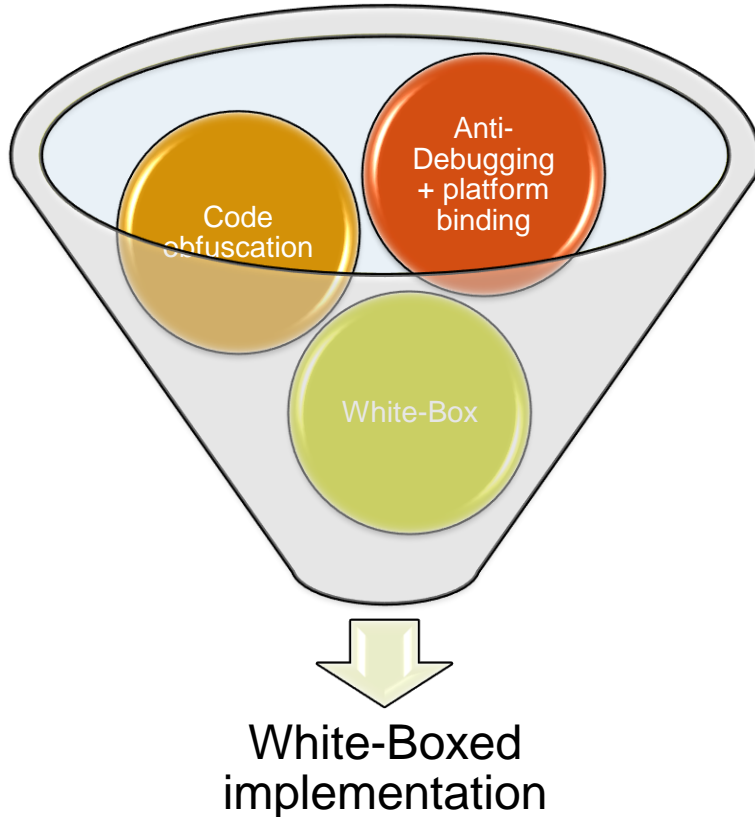 Anti-
Debugging
+ platform
binding
Code
obfuscation
White-Box
White-Boxed
implementation